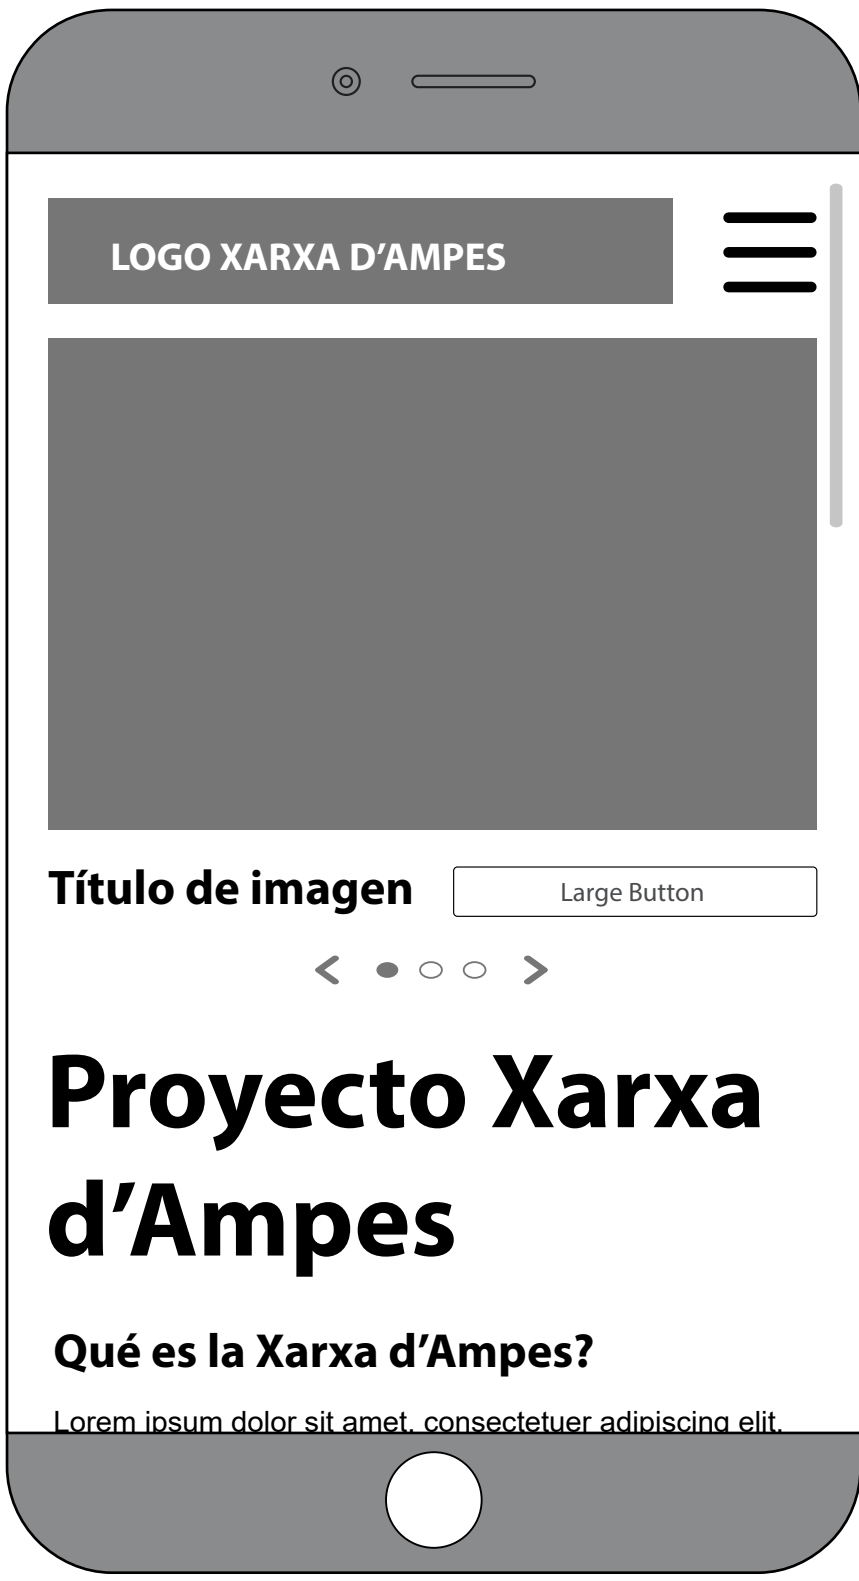 LOGO XARXA D’AMPES
Título de imagen
Large Button
Proyecto Xarxa
d’Ampes
Qué es la Xarxa d’Ampes?
Lorem ipsum dolor sit amet, consectetuer adipiscing elit,